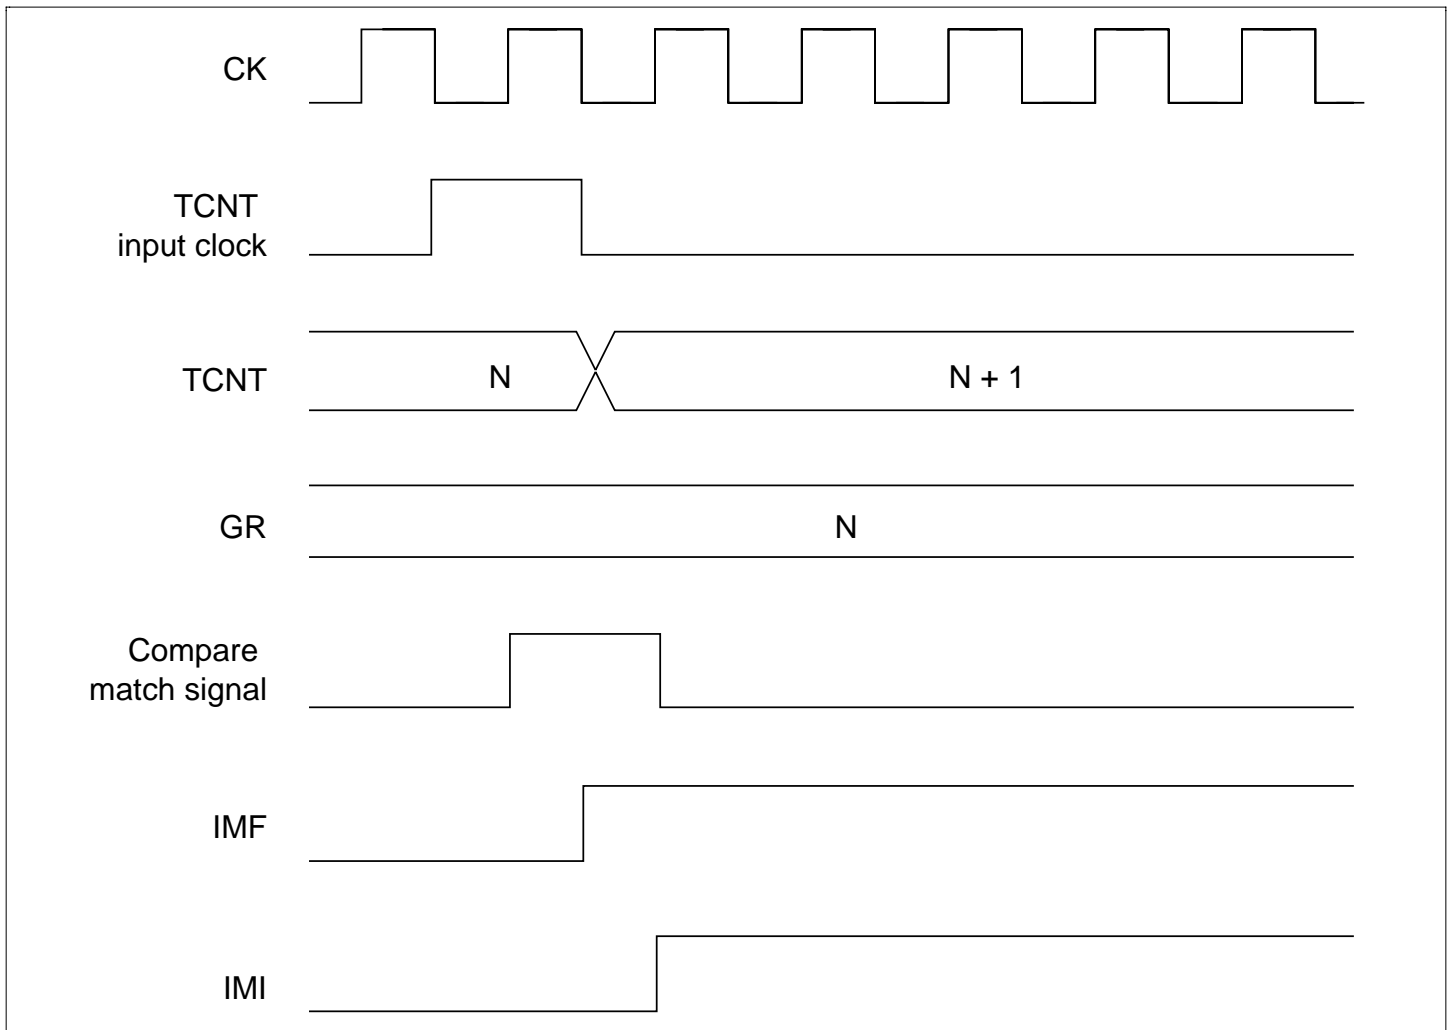 CK
TCNT
input clock
TCNT
N
N + 1
GR
N
Compare
match signal
IMF
IMI